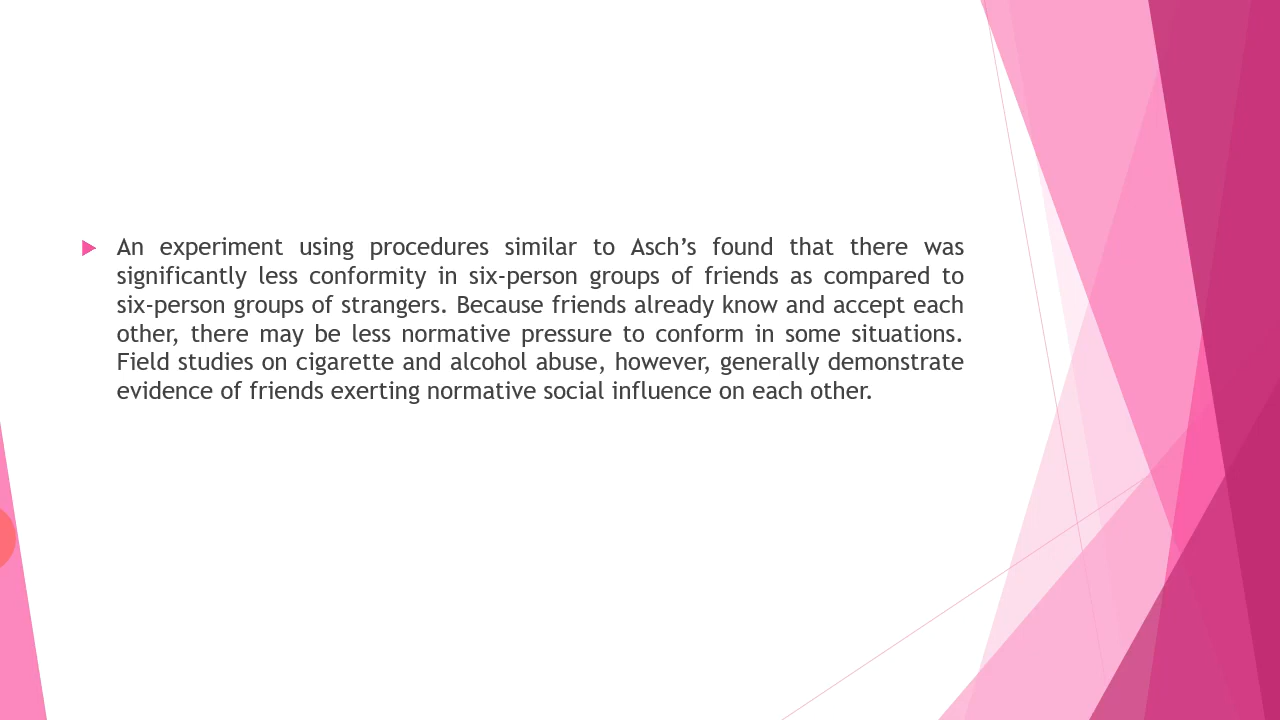 An experiment using procedures similar to Asch’s found that there was
significantly less conformity in six-person groups of friends as compared to
six-person groups of strangers. Because friends already know and accept each
other, there may be less normative pressure to conform in some situations.
Field studies on cigarette and alcohol abuse, however, generally demonstrate
evidence of friends exerting normative social influence on each other.